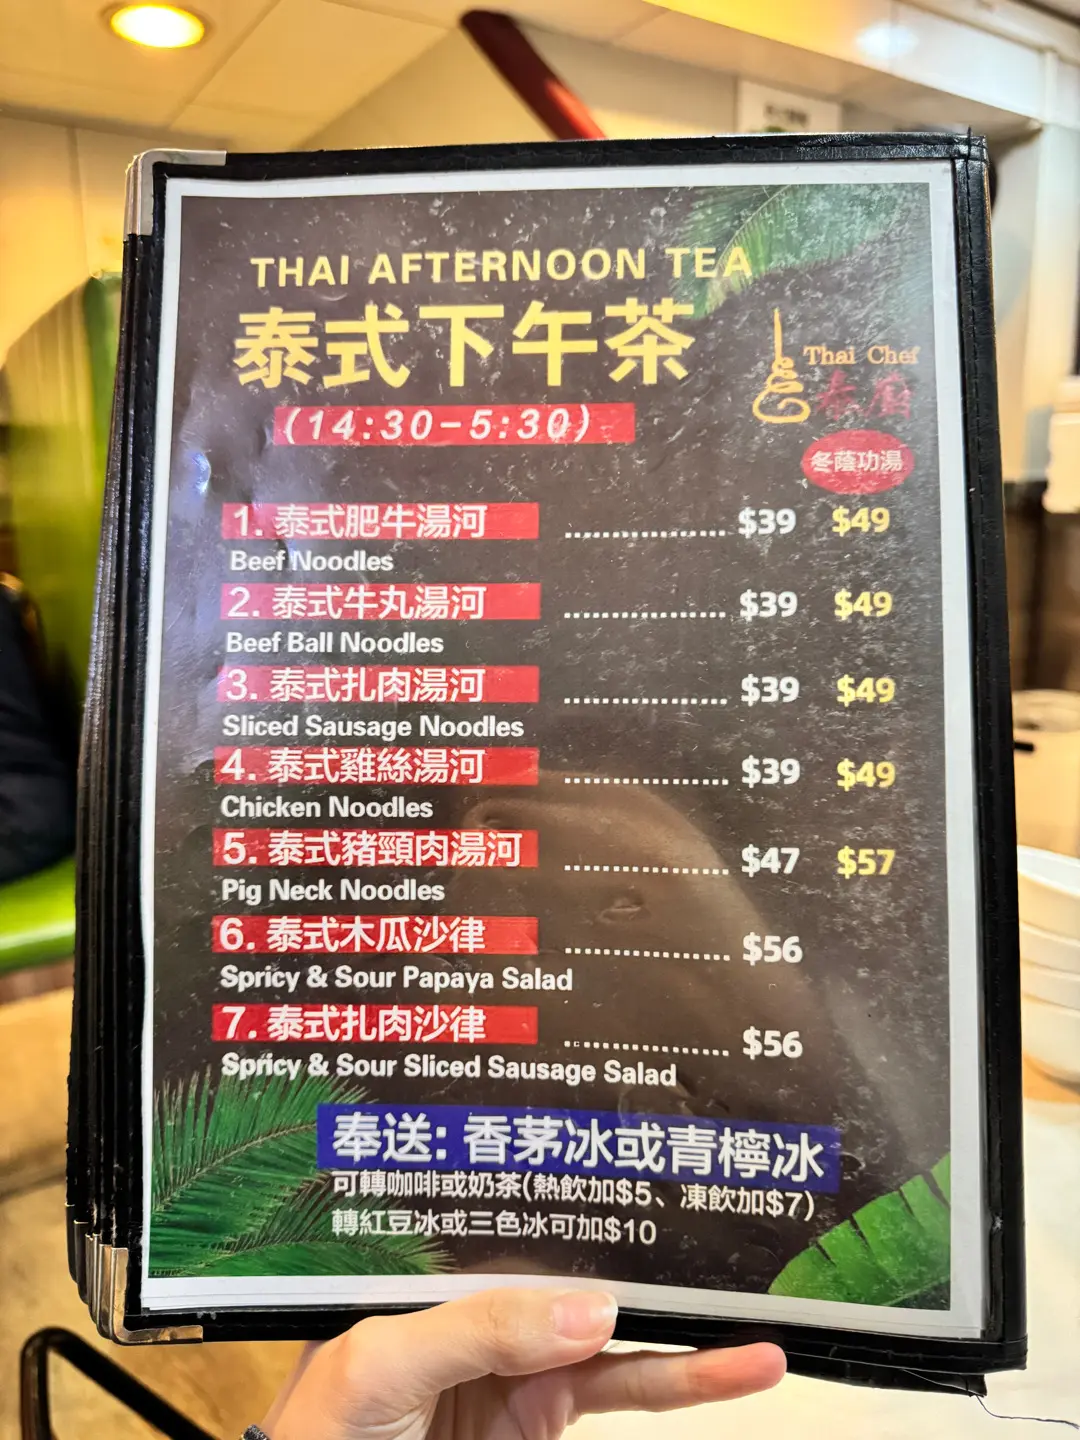 THAI AFTERNOON TEA
泰式下午茶
(14:30-5:30)
Thai Chef
泰廚
冬蔭功湯
1. 泰式肥牛湯河 $39 $49
Beef Noodles
2. 泰式牛丸湯河 $39 $49
Beef Ball Noodles
3. 泰式扎肉湯河 $39 $49
Sliced Sausage Noodles
4. 泰式雞絲湯河 $39 $49
Chicken Noodles
5. 泰式豬頸肉湯河 $47 $57
Pig Neck Noodles
6. 泰式木瓜沙律 $56
Spricy & Sour Papaya Salad
7. 泰式扎肉沙律 $56
Spricy & Sour Sliced Sausage Salad
奉送: 香茅冰或青檸冰
可轉咖啡或奶茶(熱飲加$5、凍飲加$7)
轉紅豆冰或三色冰可加$10